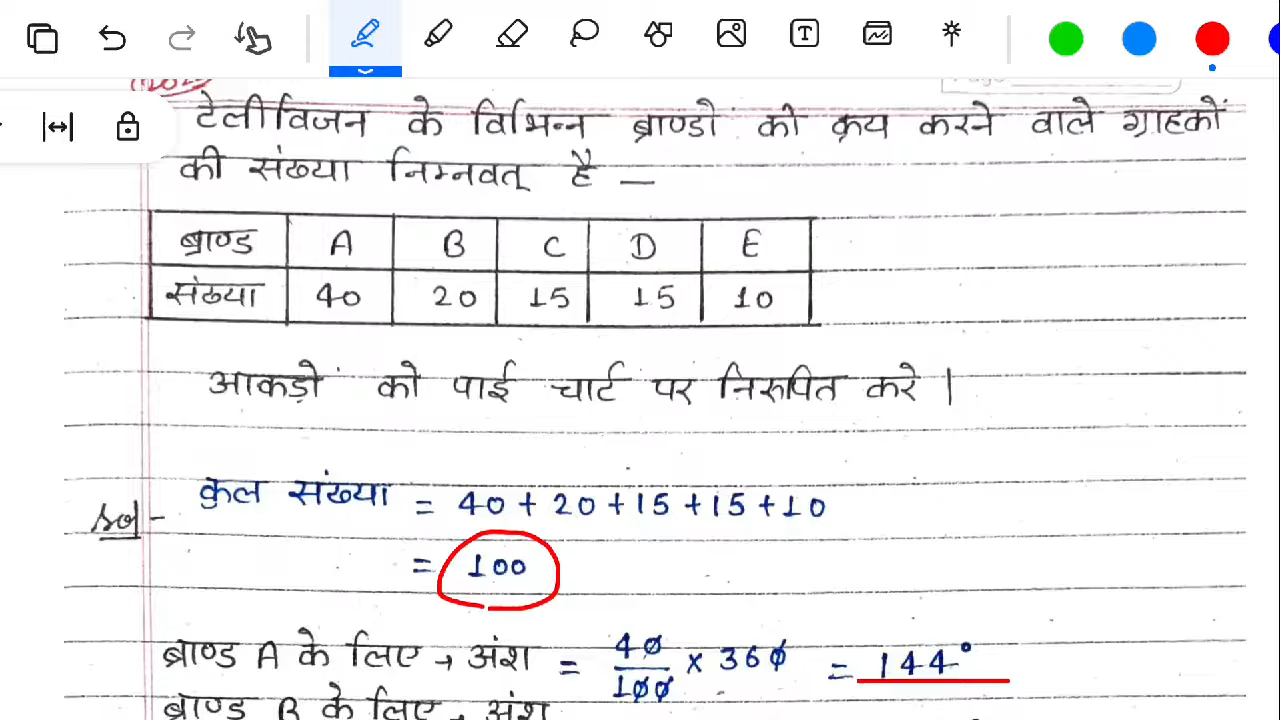 टेलीविजन के विभिन्न ब्राण्डों को क्रय करने वाले ग्राहकों
की संख्या निम्नवत् है —
ब्राण्ड A B C D E
संख्या 40 20 15 15 10
आकड़ो को पाई चार्ट पर निरुपित करे |
Sol - कुल संख्या = 40 + 20 + 15 + 15 + 10
= 100
ब्राण्ड A के लिए → अंश = 40/100 × 360 = 144°
ब्राण्ड B के लिए → अंश